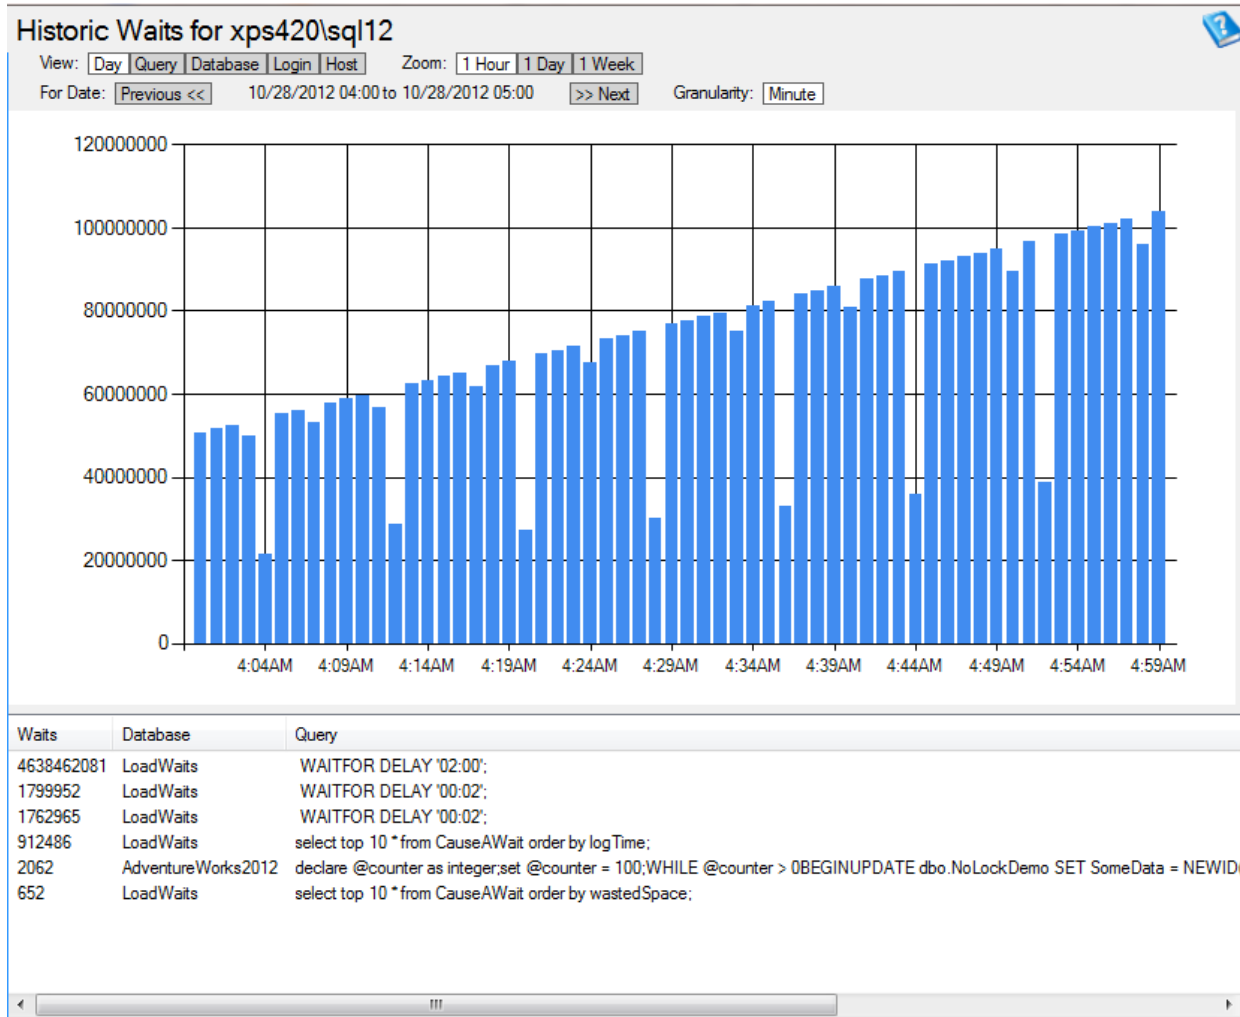 Historic Waits for xps420\sql12
View: Day Query Database Login Host Zoom: 1 Hour 1 Day 1 Week
For Date: Previous << 10/28/2012 04:00 to 10/28/2012 05:00 >> Next Granularity: Minute
120000000
100000000
80000000
60000000
40000000
20000000
0
4:04AM 4:09AM 4:14AM 4:19AM 4:24AM 4:29AM 4:34AM 4:39AM 4:44AM 4:49AM 4:54AM 4:59AM
Waits Database Query
4638462081 LoadWaits WAITFOR DELAY '02:00';
1799952 LoadWaits WAITFOR DELAY '00:02';
1762965 LoadWaits WAITFOR DELAY '00:02';
912486 LoadWaits select top 10 * from CauseAWait order by logTime;
2062 AdventureWorks2012 declare @counter as integer;set @counter = 100;WHILE @counter > 0BEGINUPDATE dbo.NoLockDemo SET SomeData = NEWID
652 LoadWaits select top 10 * from CauseAWait order by wastedSpace;